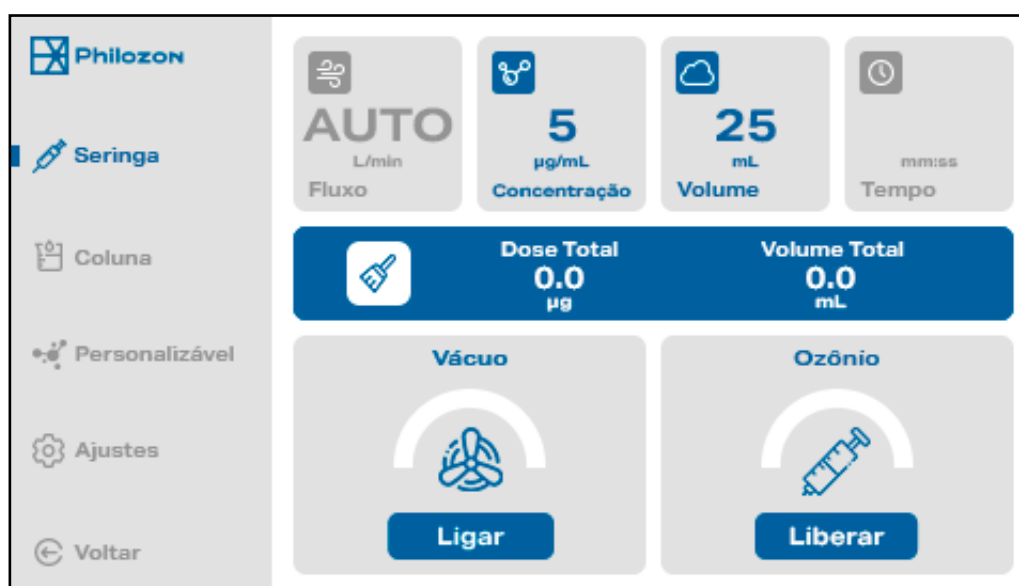 Philozon
Seringa
Coluna
Personalizável
Ajustes
Voltar
AUTO
L/min
Fluxo
5
µg/mL
Concentração
25
mL
Volume
mm:ss
Tempo
Dose Total
0.0
µg
Volume Total
0.0
mL
Vácuo
Ligar
Ozônio
Liberar